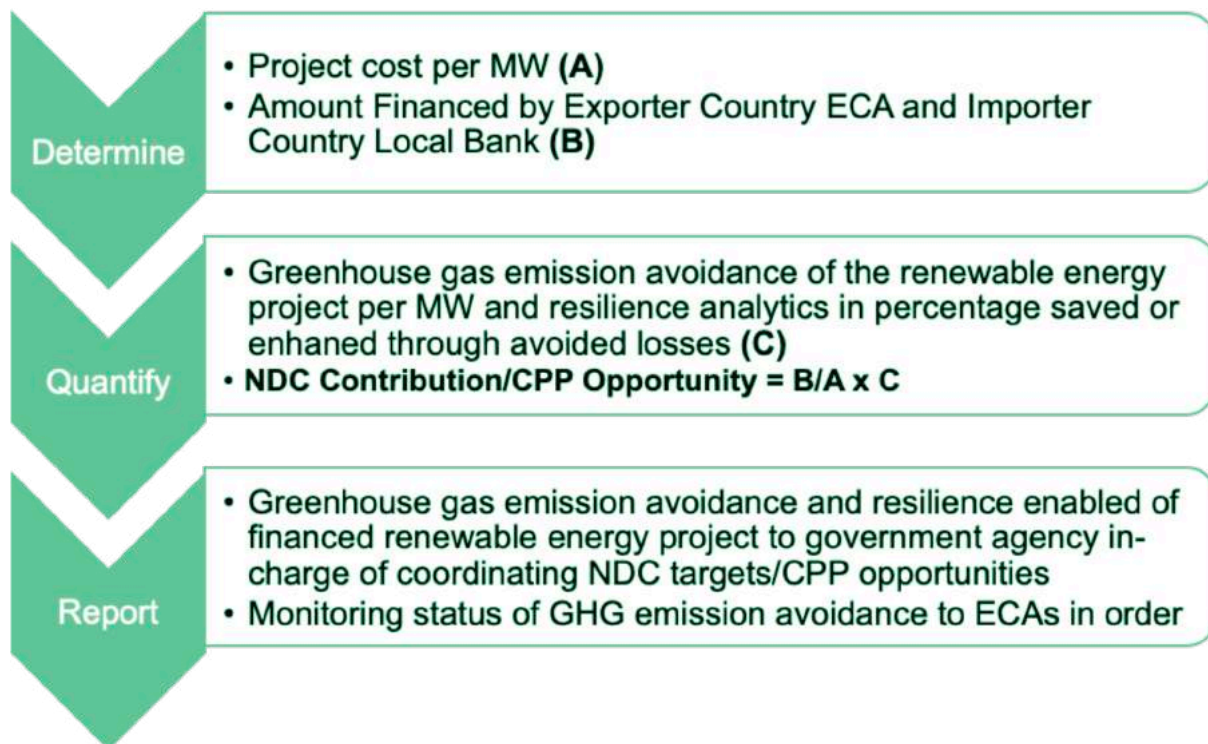 Determine
• Project cost per MW (A)
• Amount Financed by Exporter Country ECA and Importer
Country Local Bank (B)
Quantify
• Greenhouse gas emission avoidance of the renewable energy
project per MW and resilience analytics in percentage saved or
enhaned through avoided losses (C)
• NDC Contribution/CPP Opportunity = B/A x C
Report
• Greenhouse gas emission avoidance and resilience enabled of
financed renewable energy project to government agency in-
charge of coordinating NDC targets/CPP opportunities
• Monitoring status of GHG emission avoidance to ECAs in order